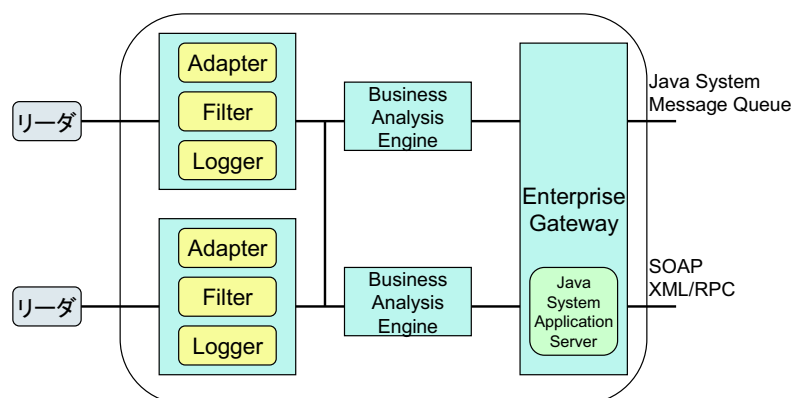 リーダ
Adapter
Filter
Logger
Business
Analysis
Engine
Java System
Message Queue
Enterprise
Gateway
リーダ
Adapter
Filter
Logger
Business
Analysis
Engine
Java
System
Application
Server
SOAP
XML/RPC